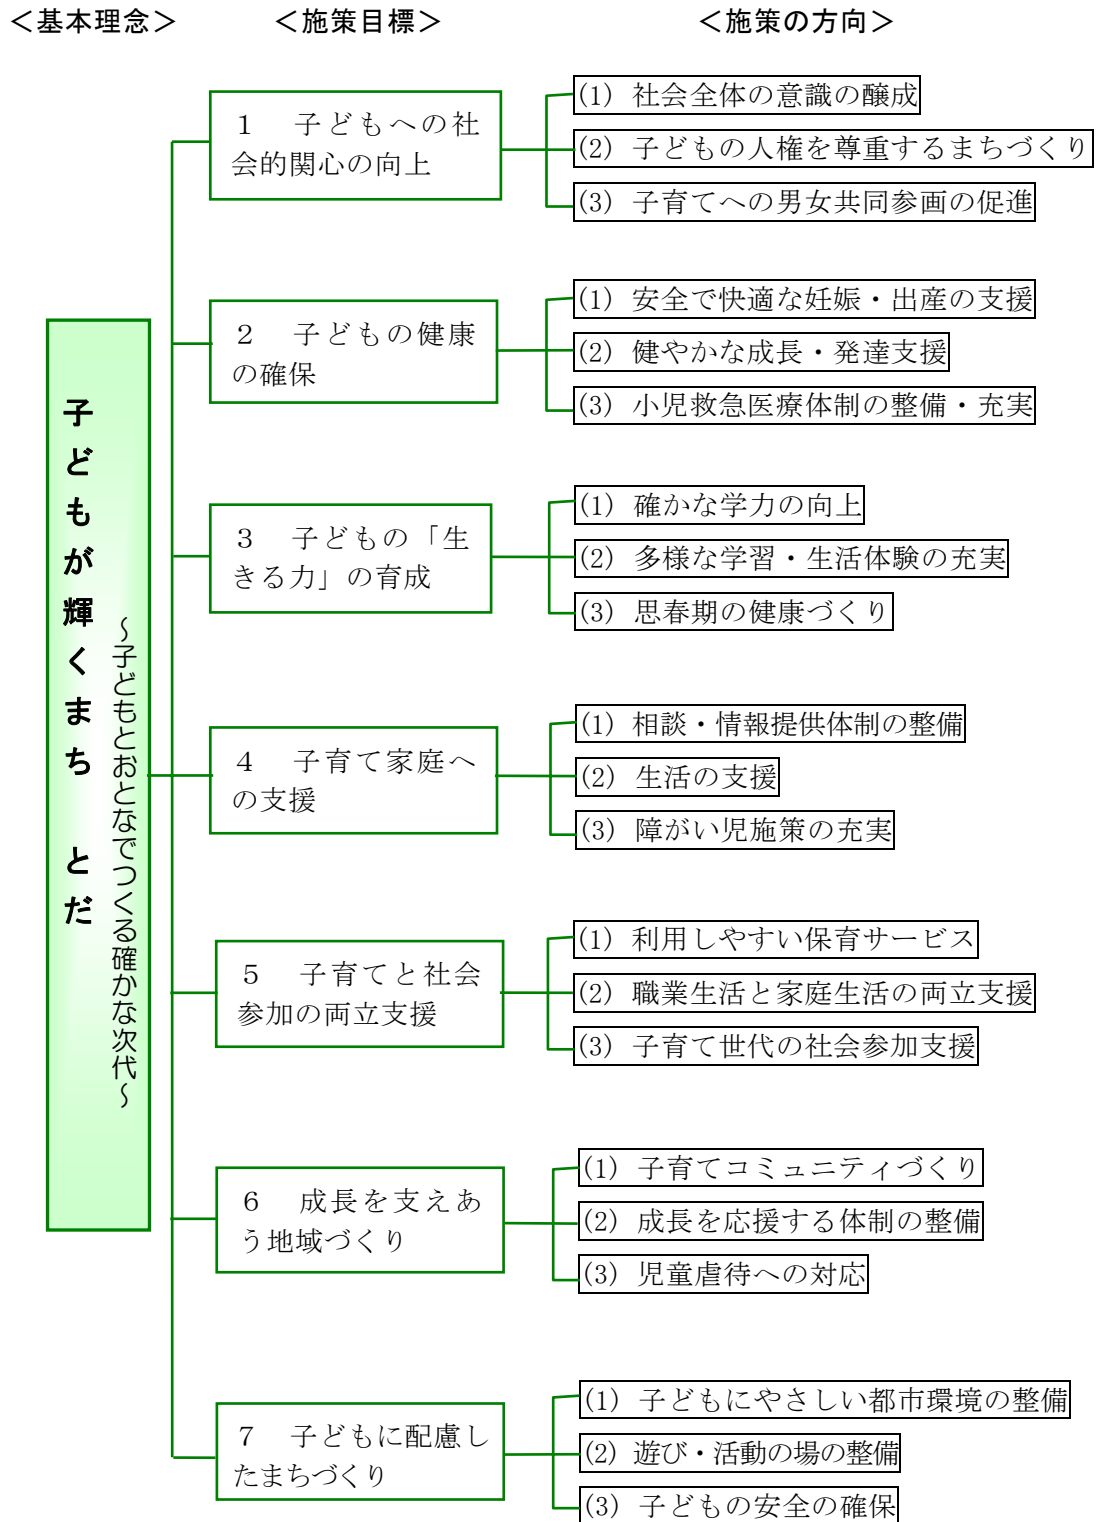 ＜基本理念＞　＜施策目標＞　＜施策の方向＞
子どもが輝くまち　とだ
～子どもとおとなでつくる確かな次代～
１　子どもへの社
会的関心の向上
(1) 社会全体の意識の醸成
(2) 子どもの人権を尊重するまちづくり
(3) 子育てへの男女共同参画の促進
２　子どもの健康
の確保
(1) 安全で快適な妊娠・出産の支援
(2) 健やかな成長・発達支援
(3) 小児救急医療体制の整備・充実
３　子どもの「生
きる力」の育成
(1) 確かな学力の向上
(2) 多様な学習・生活体験の充実
(3) 思春期の健康づくり
４　子育て家庭へ
の支援
(1) 相談・情報提供体制の整備
(2) 生活の支援
(3) 障がい児施策の充実
５　子育てと社会
参加の両立支援
(1) 利用しやすい保育サービス
(2) 職業生活と家庭生活の両立支援
(3) 子育て世代の社会参加支援
６　成長を支えあ
う地域づくり
(1) 子育てコミュニティづくり
(2) 成長を応援する体制の整備
(3) 児童虐待への対応
７　子どもに配慮し
たまちづくり
(1) 子どもにやさしい都市環境の整備
(2) 遊び・活動の場の整備
(3) 子どもの安全の確保